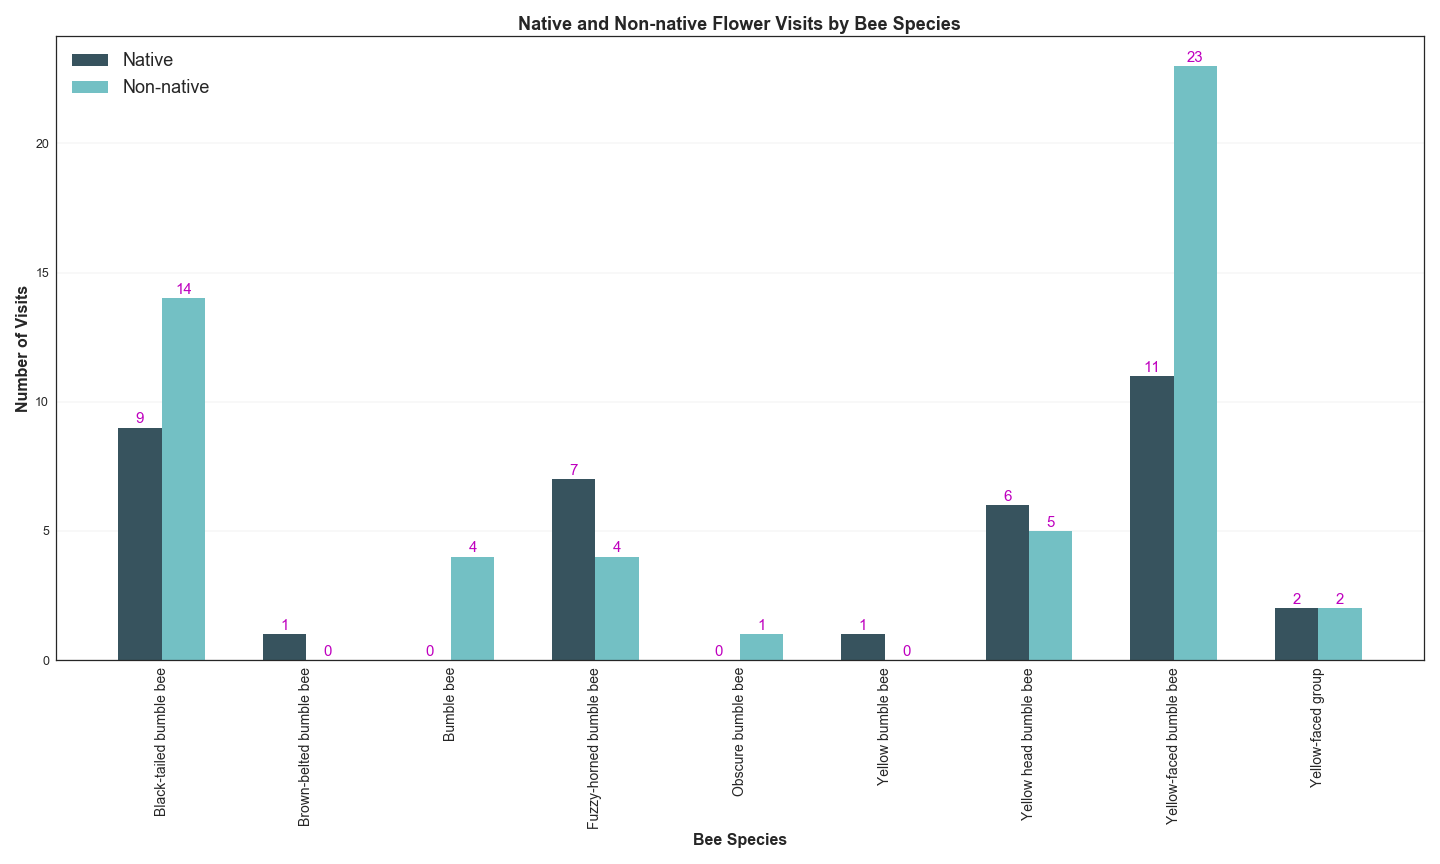 Native and Non-native Flower Visits by Bee Species
Native
Non-native
Number of Visits
20
15
10
5
0
9
14
1
0
0
4
7
4
0
1
1
0
6
5
11
23
2
2
Black-tailed bumble bee
Brown-belted bumble bee
Bumble bee
Fuzzy-horned bumble bee
Obscure bumble bee
Yellow bumble bee
Yellow head bumble bee
Yellow-faced bumble bee
Yellow-faced group
Bee Species